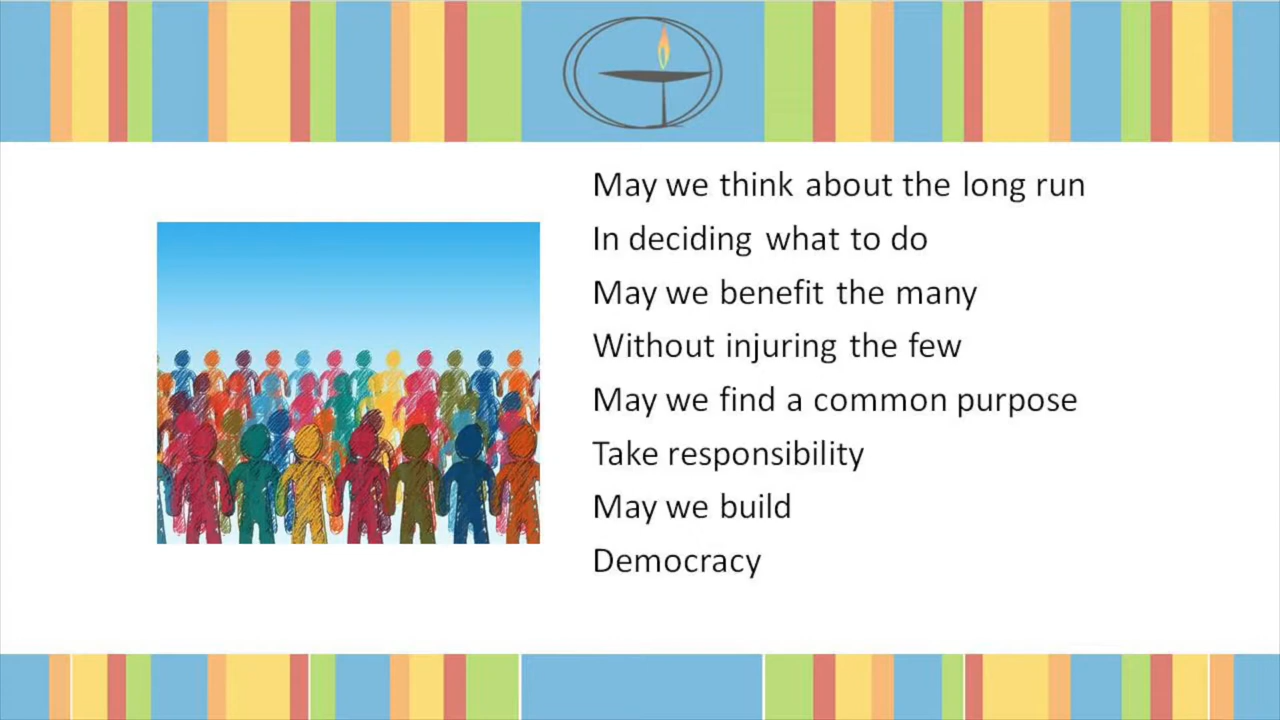 May we think about the long run
In deciding what to do
May we benefit the many
Without injuring the few
May we find a common purpose
Take responsibility
May we build
Democracy